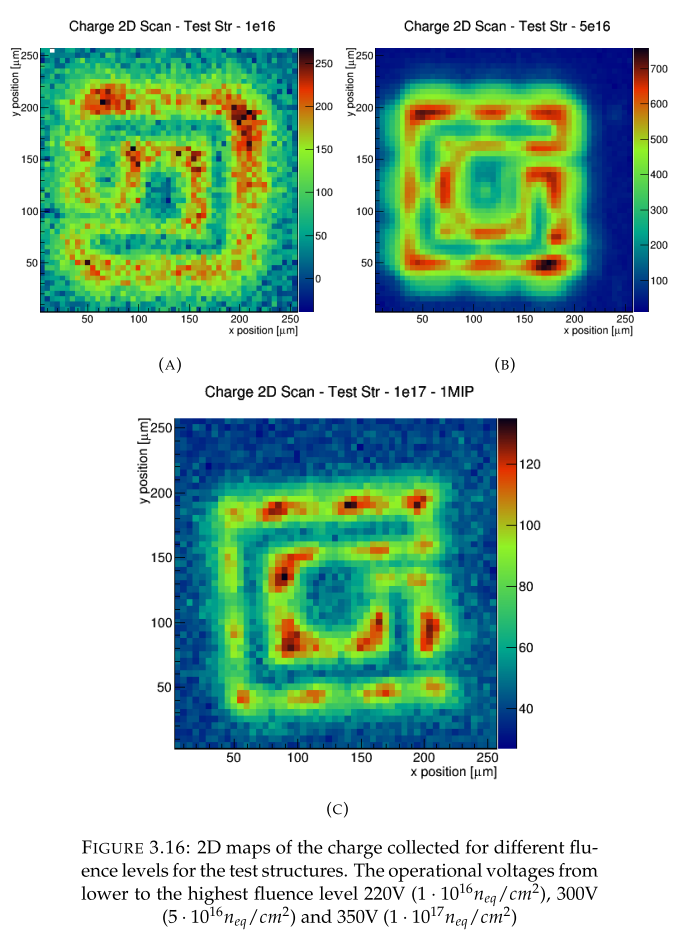 Charge 2D Scan - Test Str - 1e16
y position [μm]
250
200
150
100
50
50 100 150 200 250
x position [μm]
250
200
150
100
50
0
(A)
Charge 2D Scan - Test Str - 5e16
y position [μm]
250
200
150
100
50
50 100 150 200 250
x position [μm]
700
600
500
400
300
200
100
(B)
Charge 2D Scan - Test Str - 1e17 - 1MIP
y position [μm]
250
200
150
100
50
50 100 150 200 250
x position [μm]
120
100
80
60
40
(C)
FIGURE 3.16: 2D maps of the charge collected for different flu-
ence levels for the test structures. The operational voltages from
lower to the highest fluence level 220V (1 · 10^16 n_eq/cm^2), 300V
(5 · 10^16 n_eq/cm^2) and 350V (1 · 10^17 n_eq/cm^2)